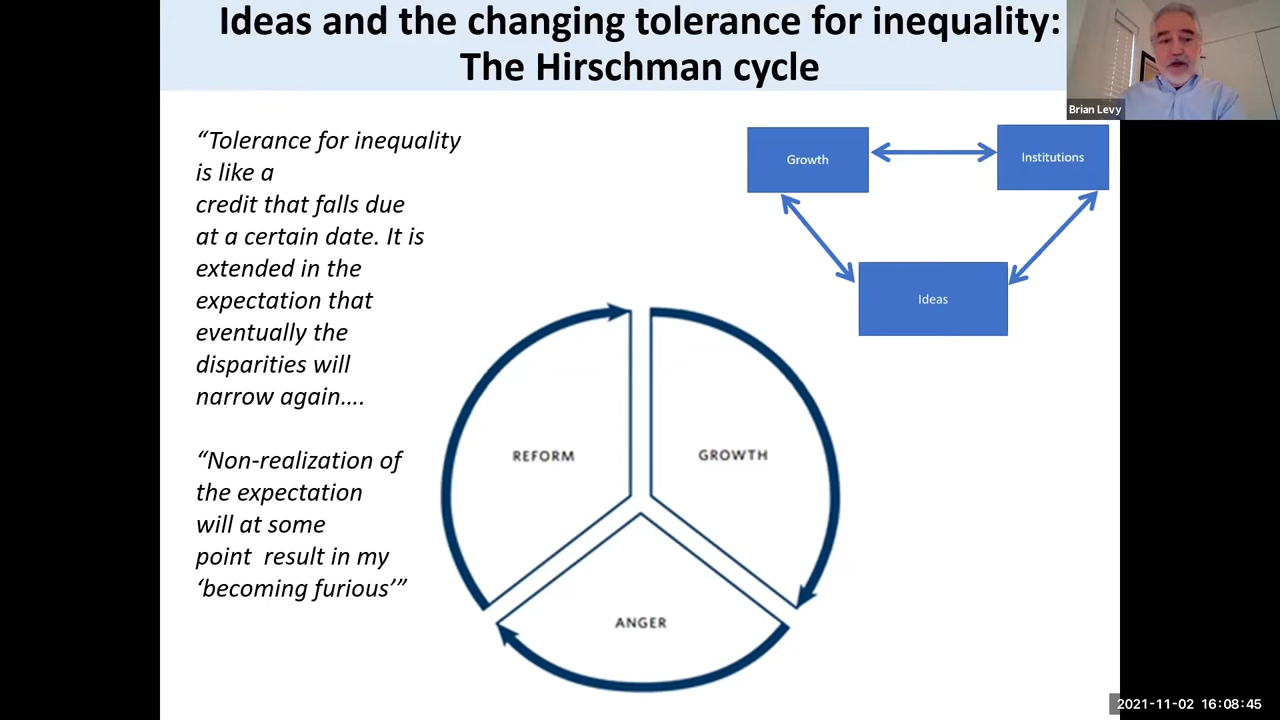 Ideas and the changing tolerance for inequality:
The Hirschman cycle
Brian Levy
“Tolerance for inequality
is like a
credit that falls due
at a certain date. It is
extended in the
expectation that
eventually the
disparities will
narrow again....
“Non-realization of
the expectation
will at some
point  result in my
‘becoming furious’”
Growth
Institutions
Ideas
REFORM
GROWTH
ANGER
2021-11-02 16:08:45